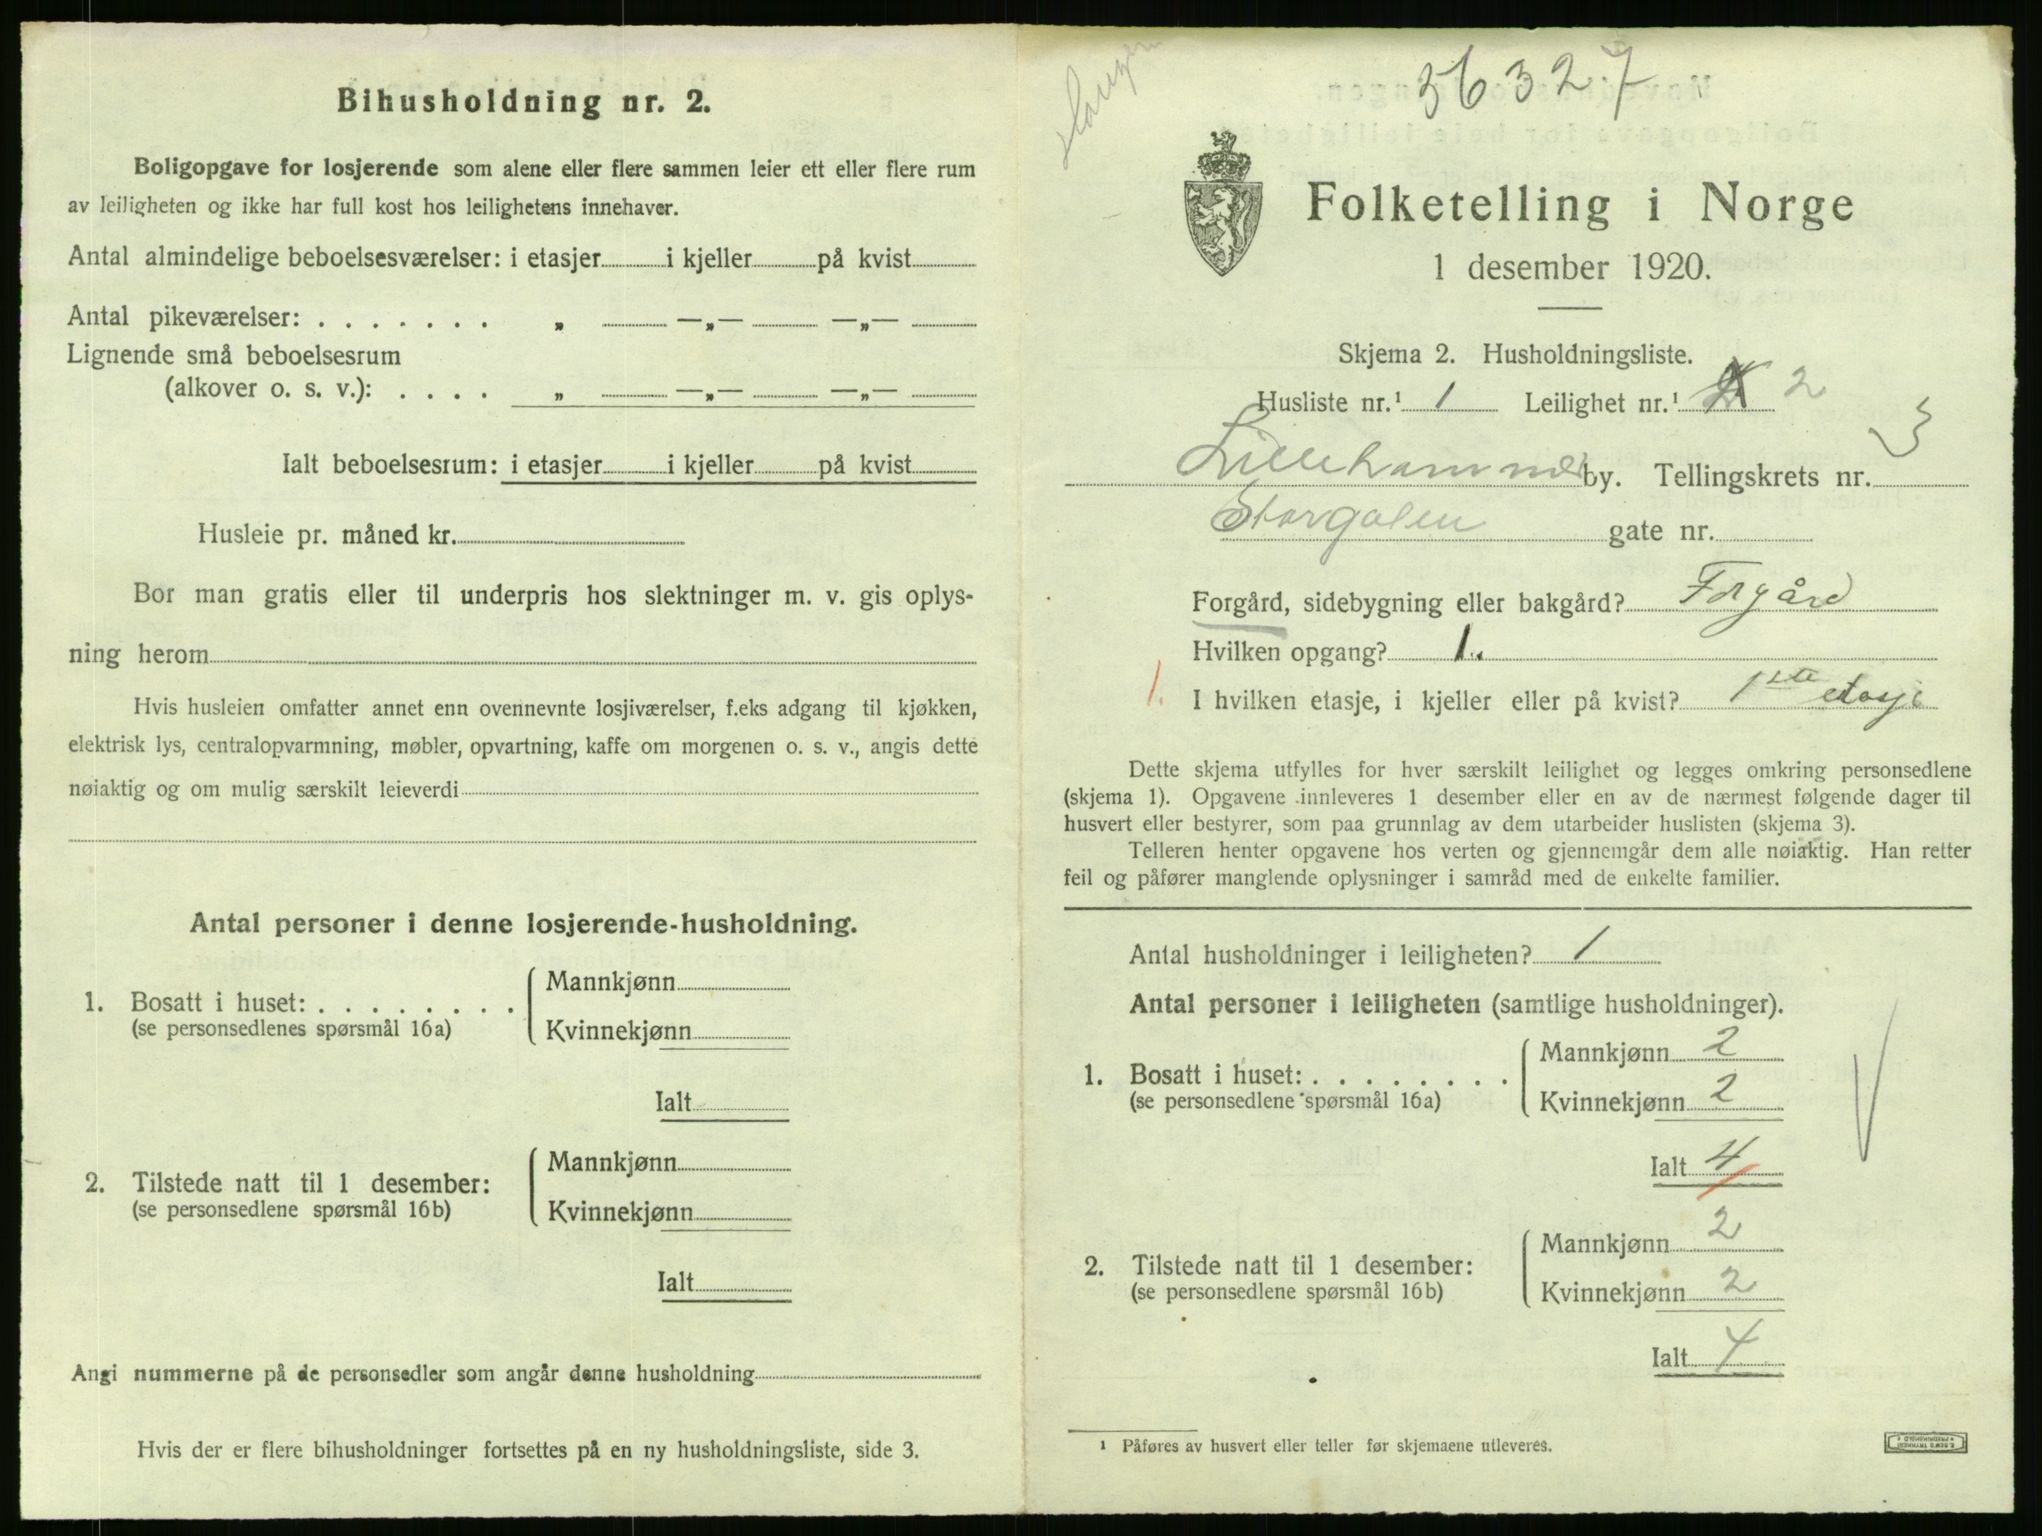 Bihusholdning nr. 2.
Boligopgave for losjerende som alene eller flere sammen leier ett eller flere rum
av leiligheten og ikke har full kost hos leilighetens innehaver.
Antal almindelige beboelsesværelser: i etasjer i kjeller på kvist
Antal pikeværelser: . . . . . . . „ —„— —„—
Lignende små beboelsesrum
(alkover o. s. v.): . . . . „ —„— —„—
Ialt beboelsesrum: i etasjer i kjeller på kvist
Husleie pr. måned kr.
Bor man gratis eller til underpris hos slektninger m. v. gis oplys-
ning herom
Hvis husleien omfatter annet enn ovennevnte losjiværelser, f.eks adgang til kjøkken,
elektrisk lys, centralopvarmning, møbler, opvartning, kaffe om morgenen o. s. v., angis dette
nøiaktig og om mulig særskilt leieverdi
Antal personer i denne losjerende-husholdning.
1. Bosatt i huset: . . . . . . . .
(se personsedlenes spørsmål 16a)
Mannkjønn
Kvinnekjønn
Ialt
2. Tilstede natt til 1 desember:
(se personsedlene spørsmål 16b)
Mannkjønn
Kvinnekjønn
Ialt
Angi nummerne på de personsedler som angår denne husholdning
Hvis der er flere bihusholdninger fortsettes på en ny husholdningsliste, side 3.
36327
Folketelling i Norge
1 desember 1920.
Skjema 2. Husholdningsliste.
Husliste nr.¹ 1 Leilighet nr.¹ 2
Lillehammer by. Tellingskrets nr. 3
Storgaten gate nr.
Forgård, sidebygning eller bakgård? Forgård
Hvilken opgang? 1.
1. I hvilken etasje, i kjeller eller på kvist? 1ste etasje
Dette skjema utfylles for hver særskilt leilighet og legges omkring personsedlene
(skjema 1). Opgavene innleveres 1 desember eller en av de nærmest følgende dager til
husvert eller bestyrer, som paa grunnlag av dem utarbeider huslisten (skjema 3).
Telleren henter opgavene hos verten og gjennemgår dem alle nøiaktig. Han retter
feil og påfører manglende oplysninger i samråd med de enkelte familier.
Antal husholdninger i leiligheten? 1
Antal personer i leiligheten (samtlige husholdninger).
1. Bosatt i huset: . . . . . . . .
(se personsedlene spørsmål 16a)
Mannkjønn 2
Kvinnekjønn 2
Ialt 4
2. Tilstede natt til 1 desember:
(se personsedlene spørsmål 16b)
Mannkjønn 2
Kvinnekjønn 2
Ialt 4
¹ Påføres av husvert eller teller før skjemaene utleveres.